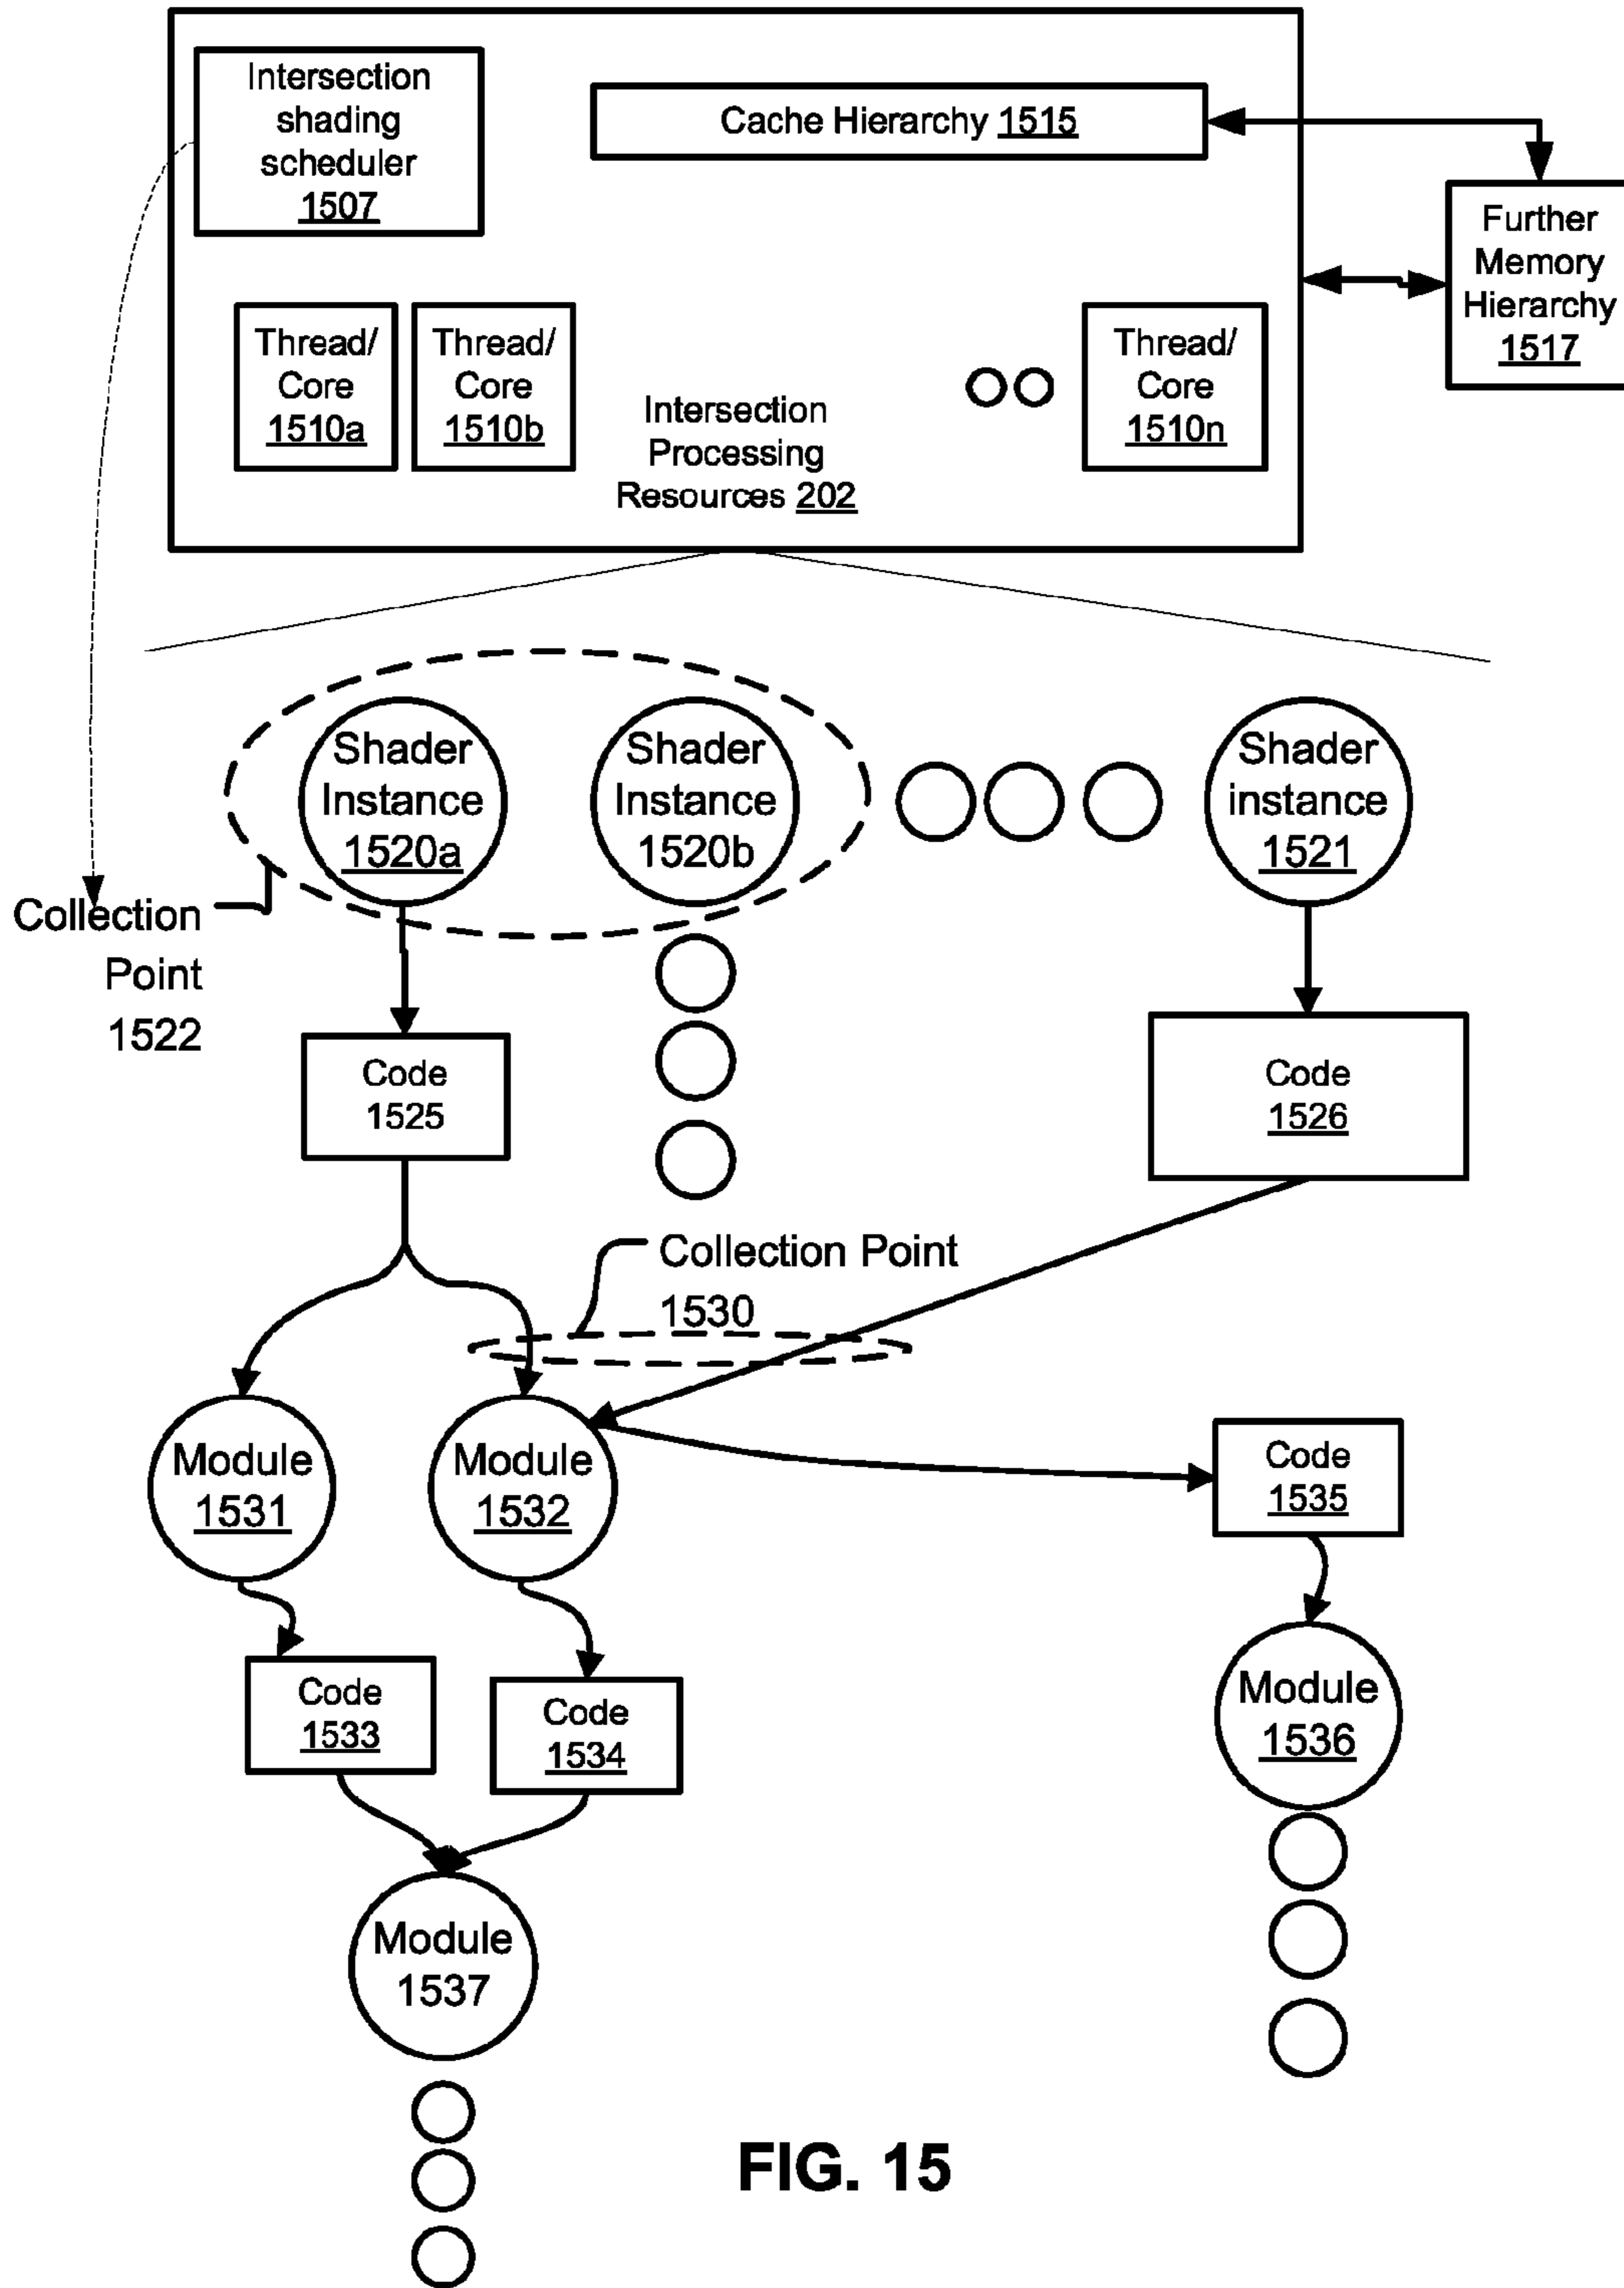 Intersection
shading
scheduler
1507
Cache Hierarchy 1515
Further
Memory
Hierarchy
1517
Thread/
Core
1510a
Thread/
Core
1510b
Intersection
Processing
Resources 202
Thread/
Core
1510n
Shader
Instance
1520a
Shader
Instance
1520b
Shader
instance
1521
Collection
Point
1522
Code
1525
Code
1526
Collection Point
1530
Module
1531
Module
1532
Code
1535
Code
1533
Code
1534
Module
1536
Module
1537
FIG. 15